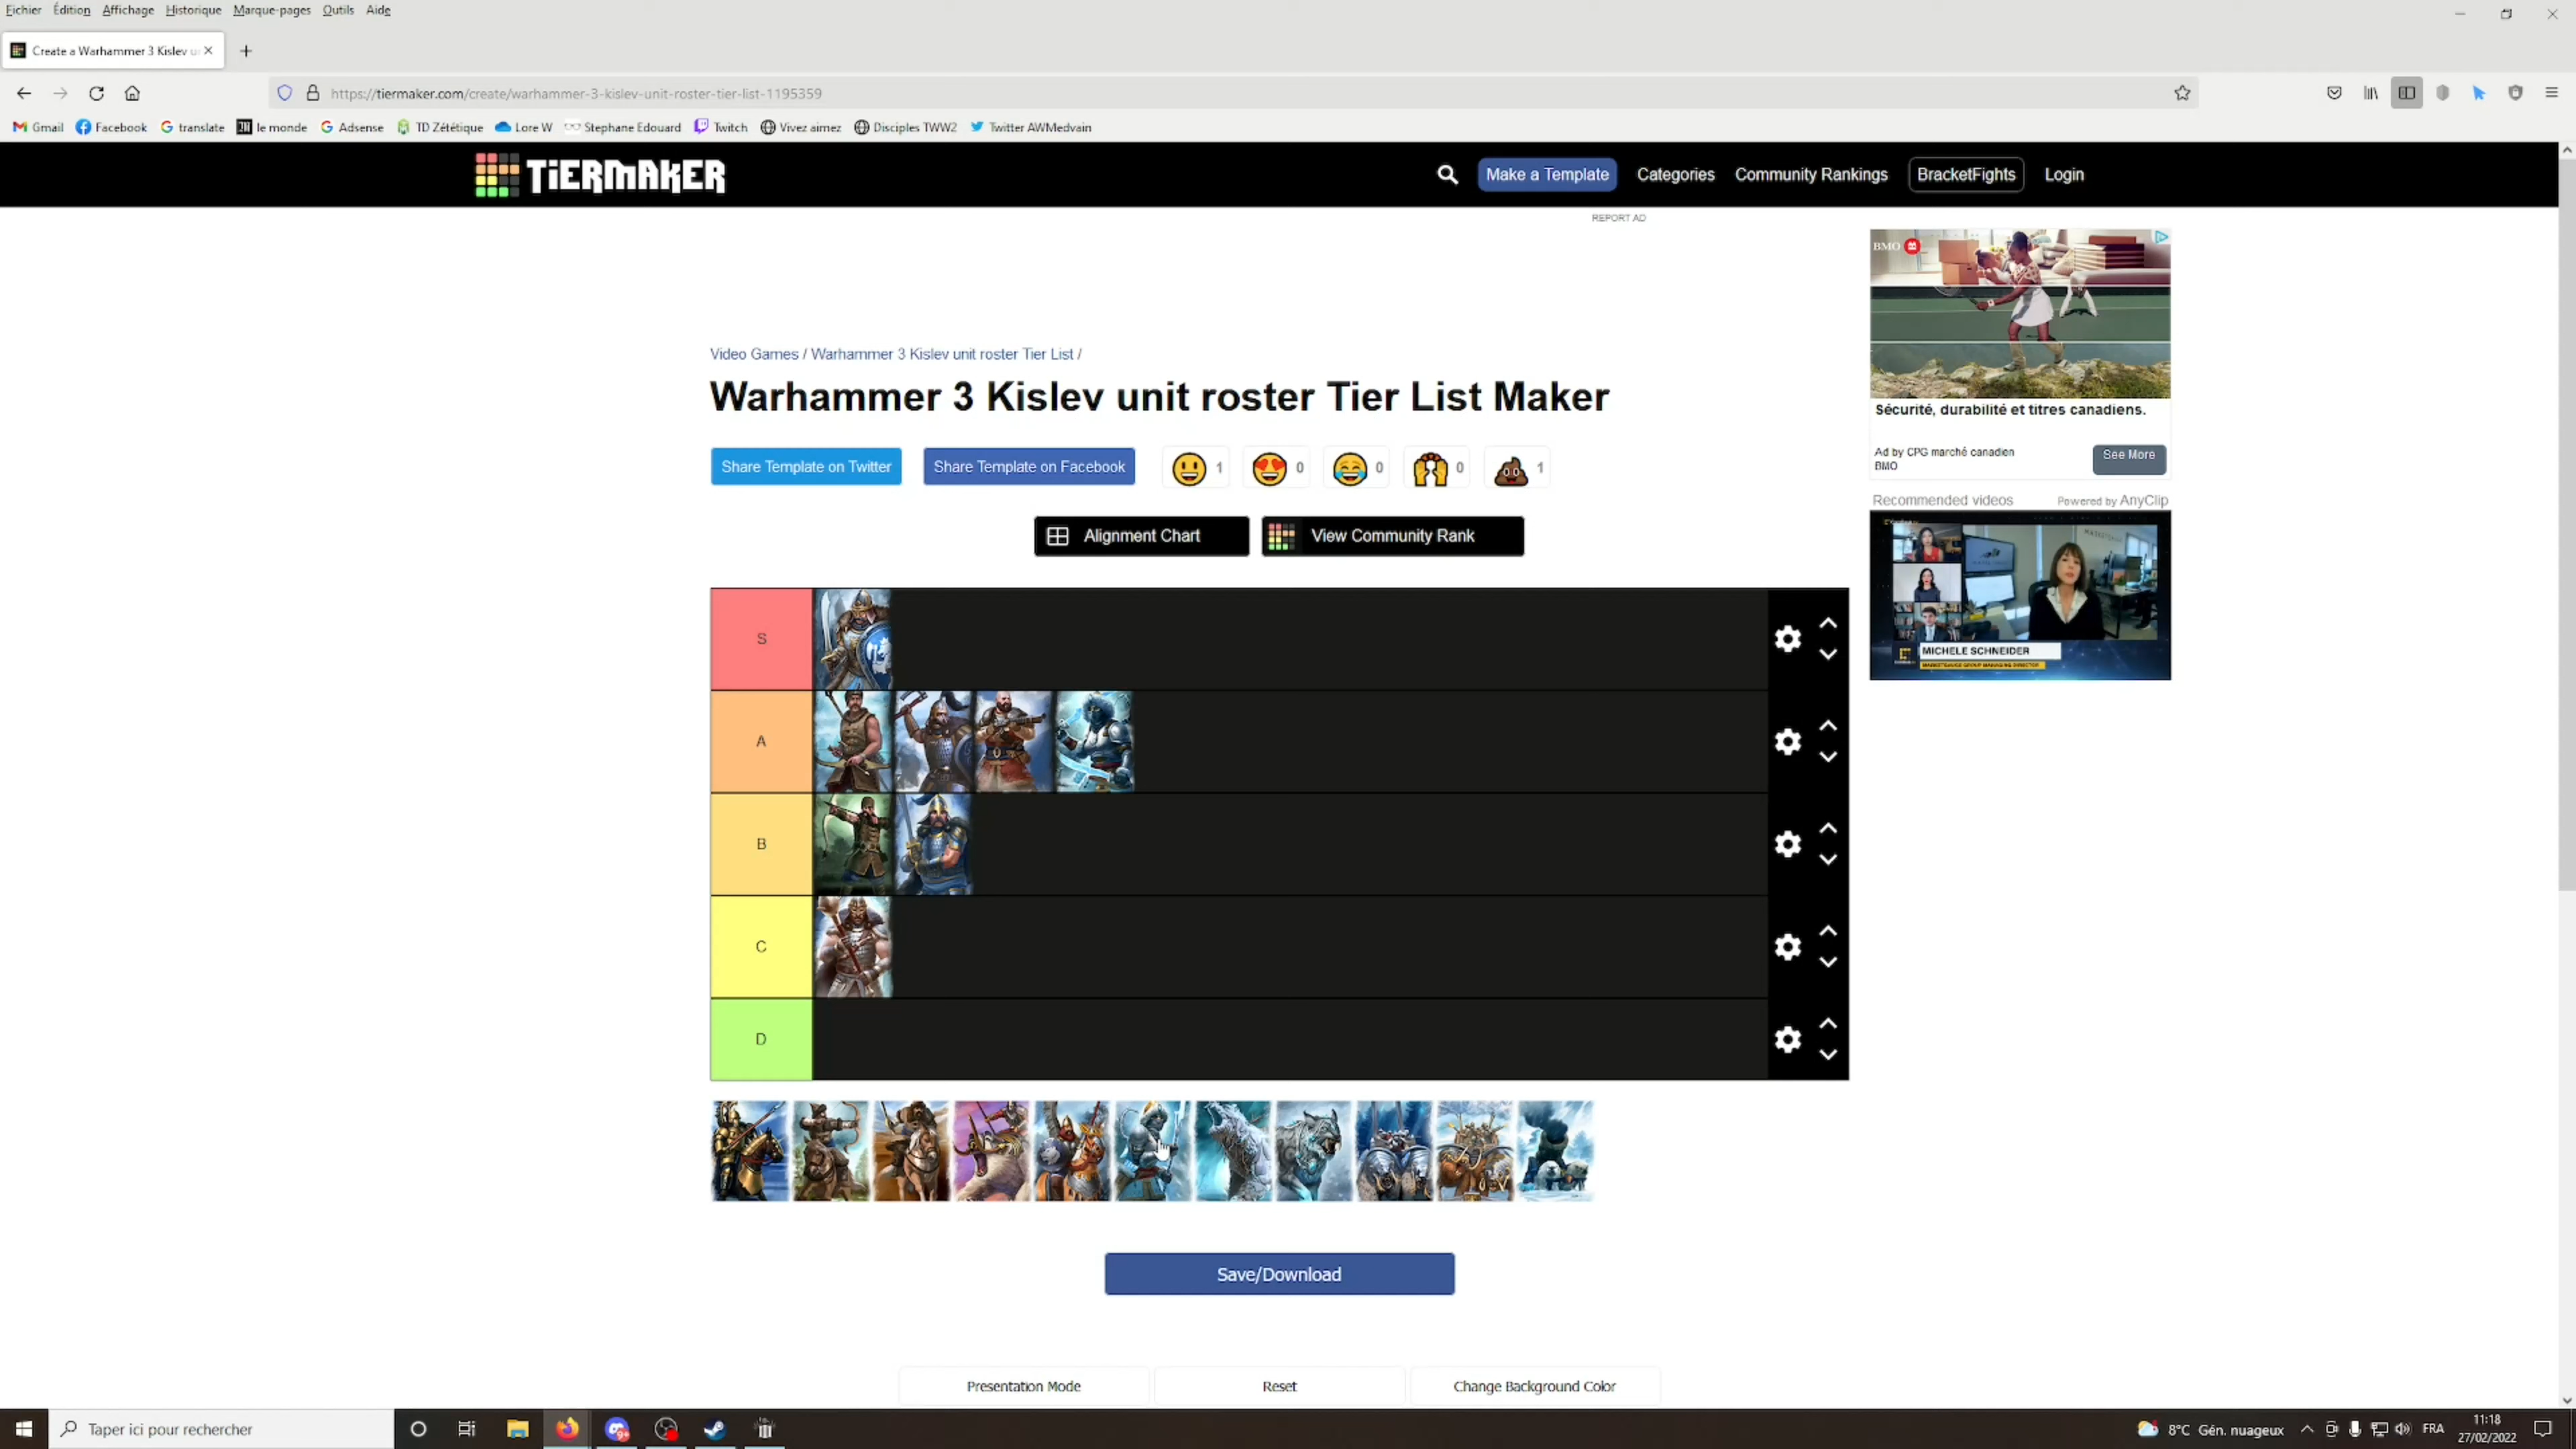 Fichier Édition Affichage Historique Marque-pages Outils Aide
Create a Warhammer 3 Kislev u
https://tiermaker.com/create/warhammer-3-kislev-unit-roster-tier-list-1195359
Gmail Facebook translate le monde Adsense TD Zététique Lore W Stephane Edouard Twitch Vivez aimez Disciples TWW2 Twitter AWMedvain
TiERMAKER
Make a Template Categories Community Rankings BracketFights Login
REPORT AD
BMO
Video Games / Warhammer 3 Kislev unit roster Tier List /
Warhammer 3 Kislev unit roster Tier List Maker
Sécurité, durabilité et titres canadiens.
Ad by CPG marché canadien
BMO
See More
Share Template on Twitter Share Template on Facebook 1 0 0 0 1
Recommended videos Powered by AnyClip
Alignment Chart View Community Rank
MICHELE SCHNEIDER
S
A
B
C
D
Save/Download
Presentation Mode Reset Change Background Color
Taper ici pour rechercher
9+
8°C Gén. nuageux
FRA
11:18
27/02/2022